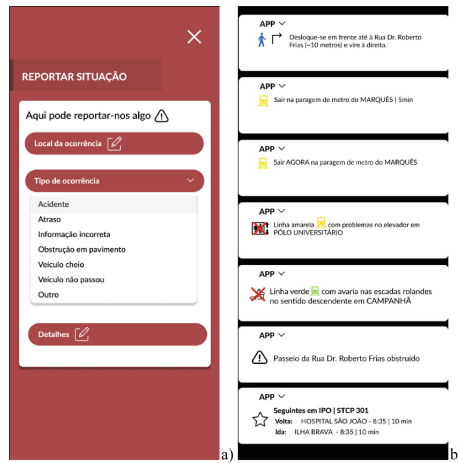 REPORTAR SITUAÇÃO
Aqui pode reportar-nos algo
Local da ocorrência
Tipo de ocorrência
Acidente
Atraso
Informação incorreta
Obstrução em pavimento
Veículo cheio
Veículo não passou
Outro
Detalhes
a)
APP
Desloque-se em frente até à Rua Dr. Roberto
Frias (~10 metros) e vire à direita.
APP
Sair na paragem de metro do MARQUÊS | 5min
APP
Sair AGORA na paragem de metro do MARQUÊS
APP
Linha amarela com problemas no elevador em
PÓLO UNIVERSITÁRIO
APP
Linha verde com avaria nas escadas rolandes
no sentido descendente em CAMPANHÃ
APP
Passeio da Rua Dr. Roberto Frias obstruído
APP
Seguintes em IPO | STCP 301
Volta: HOSPITAL SÃO JOÃO - 8:35 | 10 min
Ida: ILHA BRAVA - 8:35 | 10 min
b